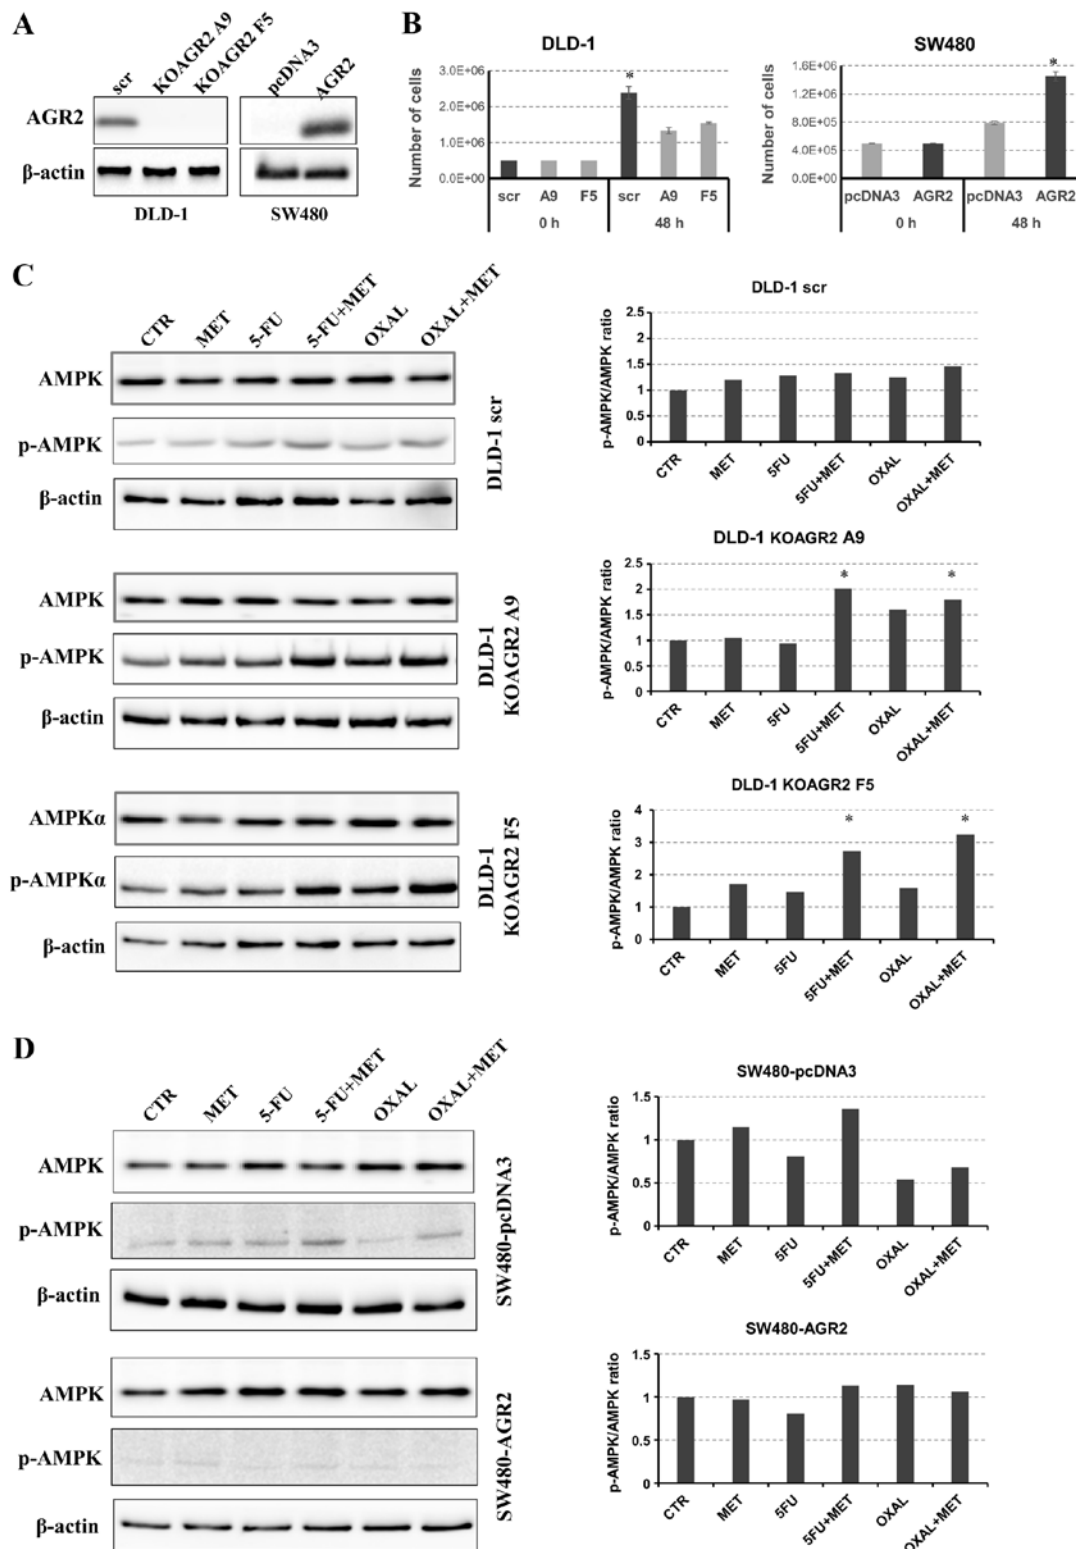 A
scr
KOAGR2 A9
KOAGR2 F5
pcDNA3
AGR2
AGR2
β-actin
DLD-1
SW480
B
DLD-1
Number of cells
3.0E+06
2.0E+06
1.0E+06
0.0E+00
*
scr A9 F5 scr A9 F5
0 h 48 h
SW480
Number of cells
1.6E+06
1.2E+06
8.0E+05
4.0E+05
0.0E+00
*
pcDNA3 AGR2 pcDNA3 AGR2
0 h 48 h
C
CTR MET 5-FU 5-FU+MET OXAL OXAL+MET
AMPK
p-AMPK
β-actin
DLD-1 scr
AMPK
p-AMPK
β-actin
DLD-1
KOAGR2 A9
AMPKα
p-AMPKα
β-actin
DLD-1
KOAGR2 F5
DLD-1 scr
p-AMPK/AMPK ratio
2.5
2
1.5
1
0.5
0
CTR MET 5FU 5FU+MET OXAL OXAL+MET
DLD-1 KOAGR2 A9
p-AMPK/AMPK ratio
2.5
2
1.5
1
0.5
0
* *
CTR MET 5FU 5FU+MET OXAL OXAL+MET
DLD-1 KOAGR2 F5
p-AMPK/AMPK ratio
4
3
2
1
0
* *
CTR MET 5FU 5FU+MET OXAL OXAL+MET
D
CTR MET 5-FU 5-FU+MET OXAL OXAL+MET
AMPK
p-AMPK
β-actin
SW480-pcDNA3
AMPK
p-AMPK
β-actin
SW480-AGR2
SW480-pcDNA3
p-AMPK/AMPK ratio
1.5
1
0.5
0
CTR MET 5FU 5FU+MET OXAL OXAL+MET
SW480-AGR2
p-AMPK/AMPK ratio
1.5
1
0.5
0
CTR MET 5FU 5FU+MET OXAL OXAL+MET